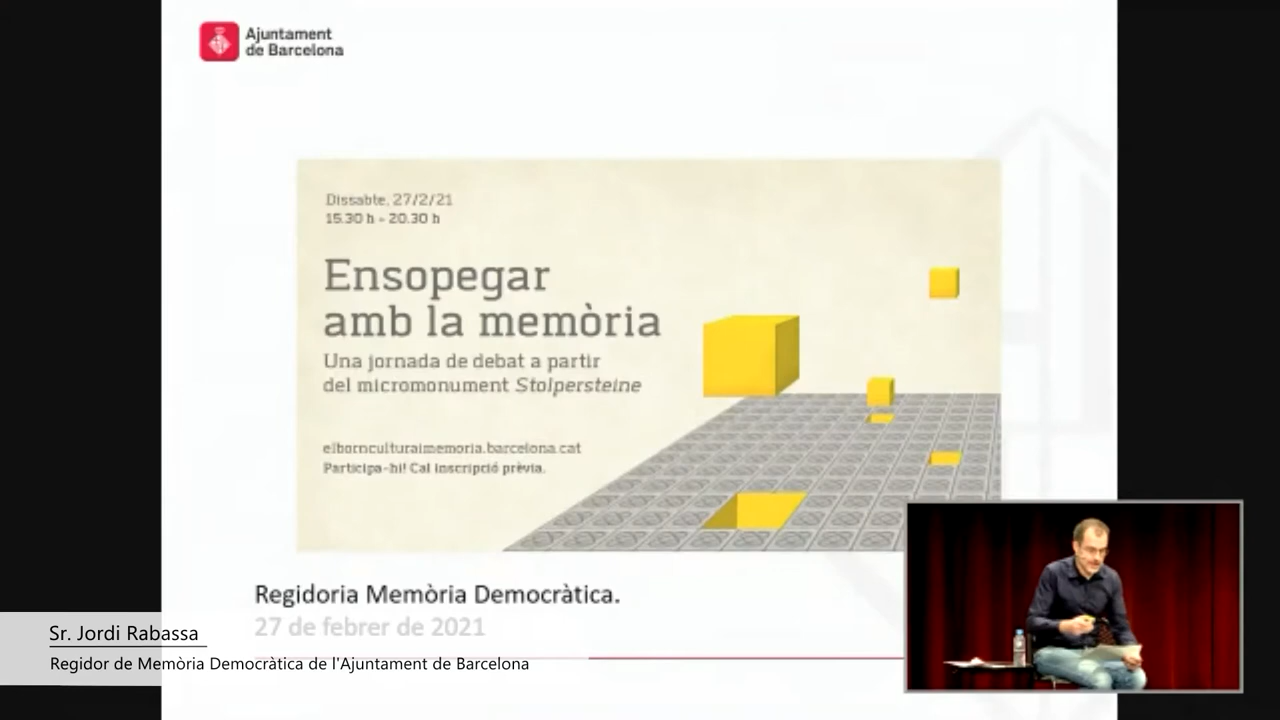 Ajuntament
de Barcelona
Dissabte, 27/2/21
15.30 h - 20.30 h
Ensopegar
amb la memòria
Una jornada de debat a partir
del micromonument Stolpersteine
elbornculturaimemoria.barcelona.cat
Participa-hi! Cal inscripció prèvia.
Regidoria Memòria Democràtica.
27 de febrer de 2021
Sr. Jordi Rabassa
Regidor de Memòria Democràtica de l'Ajuntament de Barcelona